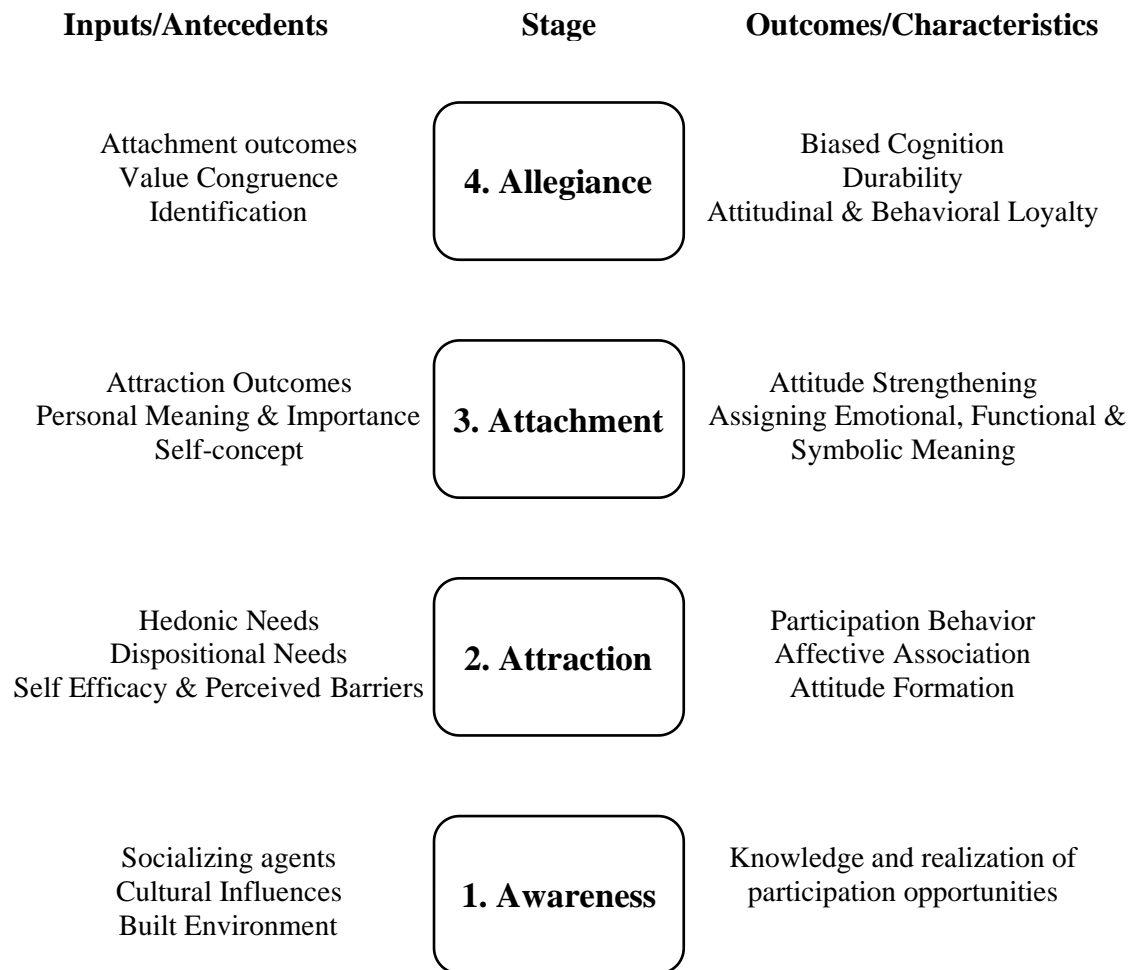 Inputs/Antecedents Stage Outcomes/Characteristics
Attachment outcomes
Value Congruence
Identification
4. Allegiance
Biased Cognition
Durability
Attitudinal & Behavioral Loyalty
Attraction Outcomes
Personal Meaning & Importance
Self-concept
3. Attachment
Attitude Strengthening
Assigning Emotional, Functional &
Symbolic Meaning
Hedonic Needs
Dispositional Needs
Self Efficacy & Perceived Barriers
2. Attraction
Participation Behavior
Affective Association
Attitude Formation
Socializing agents
Cultural Influences
Built Environment
1. Awareness
Knowledge and realization of
participation opportunities